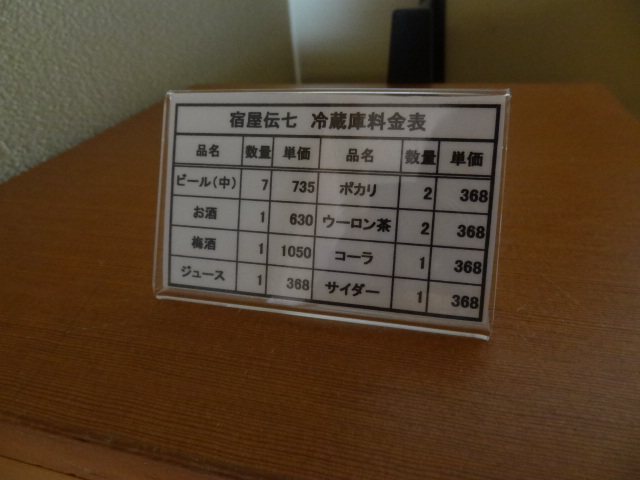 宿屋伝七 冷蔵庫料金表
品名 数量 単価 品名 数量 単価
ビール(中) 7 735 ポカリ 2 368
お酒 1 630 ウーロン茶 2 368
梅酒 1 1050 コーラ 1 368
ジュース 1 368 サイダー 1 368